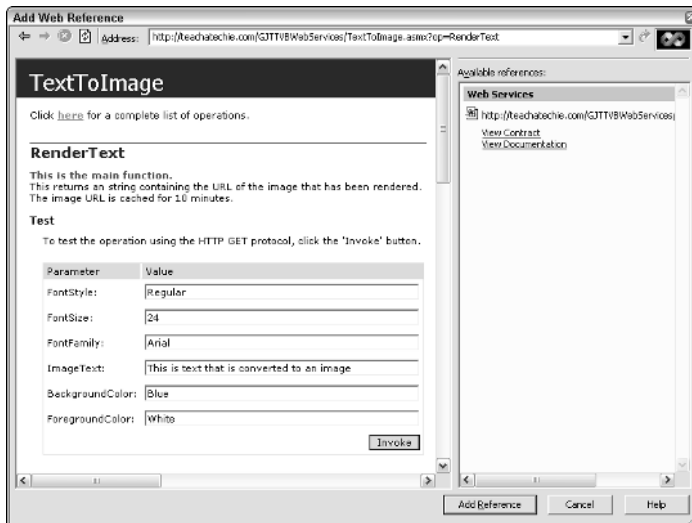 Add Web Reference
Address: http://teachatechie.com/GJTTVBWebServices/TextToImage.asmx?op=RenderText
TextToImage
Click here for a complete list of operations.
RenderText
This is the main function.
This returns an string containing the URL of the image that has been rendered.
The image URL is cached for 10 minutes.
Test
To test the operation using the HTTP GET protocol, click the 'Invoke' button.
Parameter Value
FontStyle: Regular
FontSize: 24
FontFamily: Arial
ImageText: This is text that is converted to an image
BackgroundColor: Blue
ForegroundColor: White
Invoke
Available references:
Web Services
http://teachatechie.com/GJTTVBWebServices/
View Contract
View Documentation
Add Reference Cancel Help